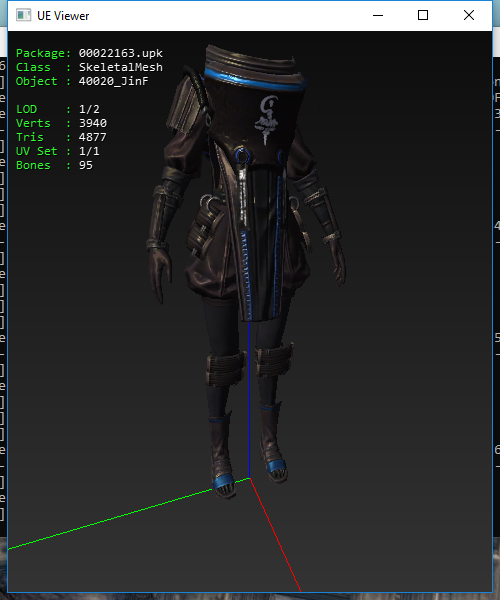 UE Viewer
Package: 00022163.upk
Class : SkeletalMesh
Object : 40020_JinF
LOD : 1/2
Verts : 3940
Tris : 4877
UV Set : 1/1
Bones : 95